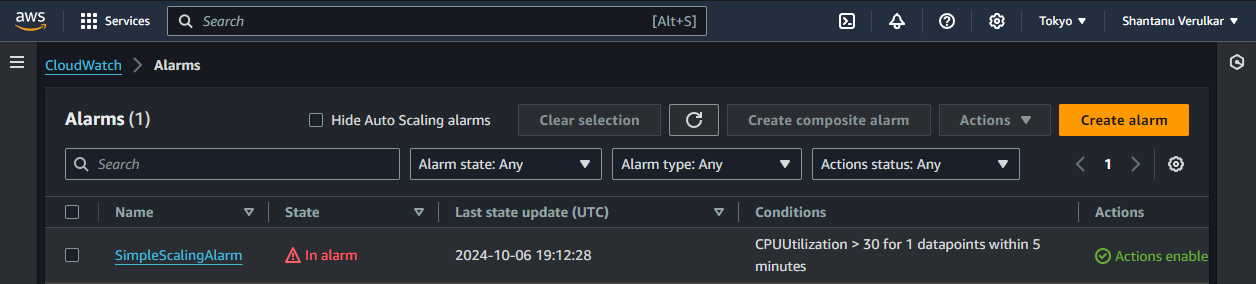 aws Services Search [Alt+S] Tokyo Shantanu Verulkar
CloudWatch Alarms
Alarms (1) Hide Auto Scaling alarms Clear selection Create composite alarm Actions Create alarm
Search Alarm state: Any Alarm type: Any Actions status: Any 1
Name State Last state update (UTC) Conditions Actions
SimpleScalingAlarm In alarm 2024-10-06 19:12:28 CPUUtilization > 30 for 1 datapoints within 5
minutes Actions enable